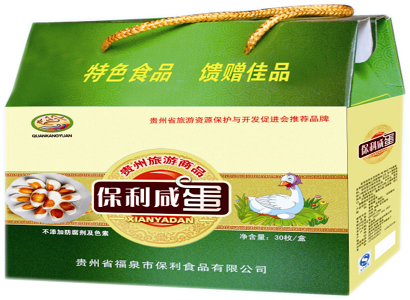 特色食品 馈赠佳品
QUANKANGYUAN
贵州省旅游资源保护与开发促进会推荐品牌
贵州旅游商品
保利咸蛋
XIANYADAN
不添加防腐剂及色素
净含量：30枚/盒
贵州省福泉市保利食品有限公司
保利咸蛋